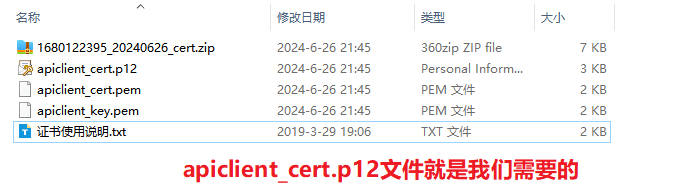 名称 修改日期 类型 大小
1680122395_20240626_cert.zip 2024-6-26 21:45 360zip ZIP file 7 KB
apiclient_cert.p12 2024-6-26 21:45 Personal Inform... 3 KB
apiclient_cert.pem 2024-6-26 21:45 PEM 文件 2 KB
apiclient_key.pem 2024-6-26 21:45 PEM 文件 2 KB
证书使用说明.txt 2019-3-29 19:06 TXT 文件 2 KB
apiclient_cert.p12文件就是我们需要的